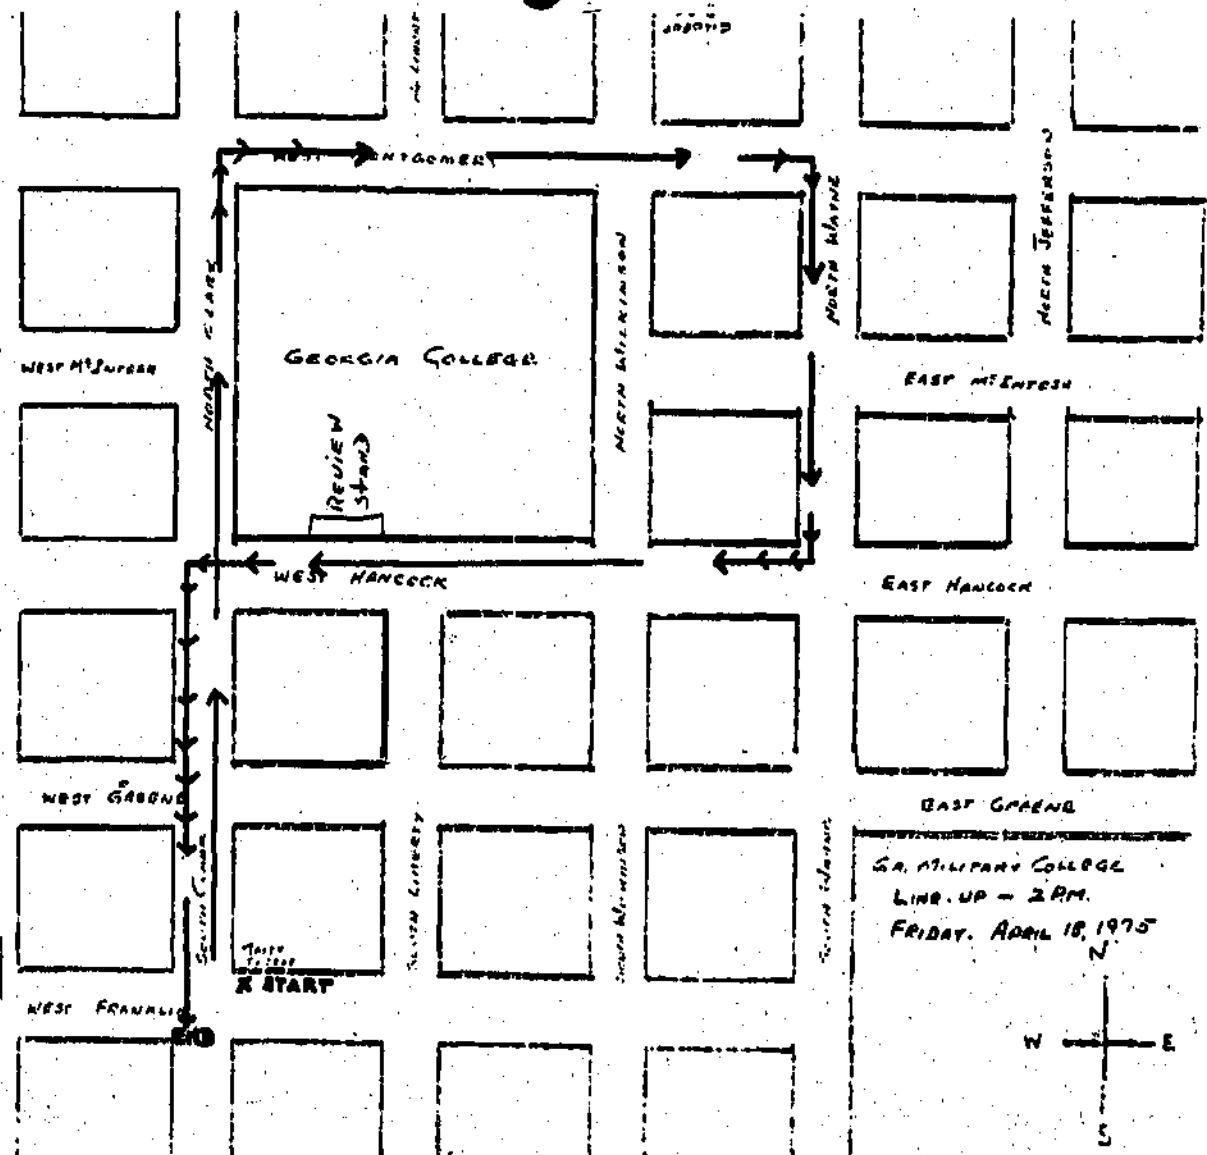 WEST MONTGOMERY
NORTH WAYNE
NORTH JEFFERSON
NORTH CLARK
NORTH WILKINSON
GEORGIA COLLEGE
WEST McINTOSH
EAST McINTOSH
REVIEW
STAND
WEST HANCOCK
EAST HANCOCK
WEST GREENE
EAST GREENE
SOUTH CLARK
SOUTH LIBERTY
SOUTH WILKINSON
SOUTH WAYNE
GA. MILITARY COLLEGE
LINE-UP - 2 P.M.
FRIDAY. APRIL 18, 1975
X START
WEST FRANKLIN
END
N
W E
S